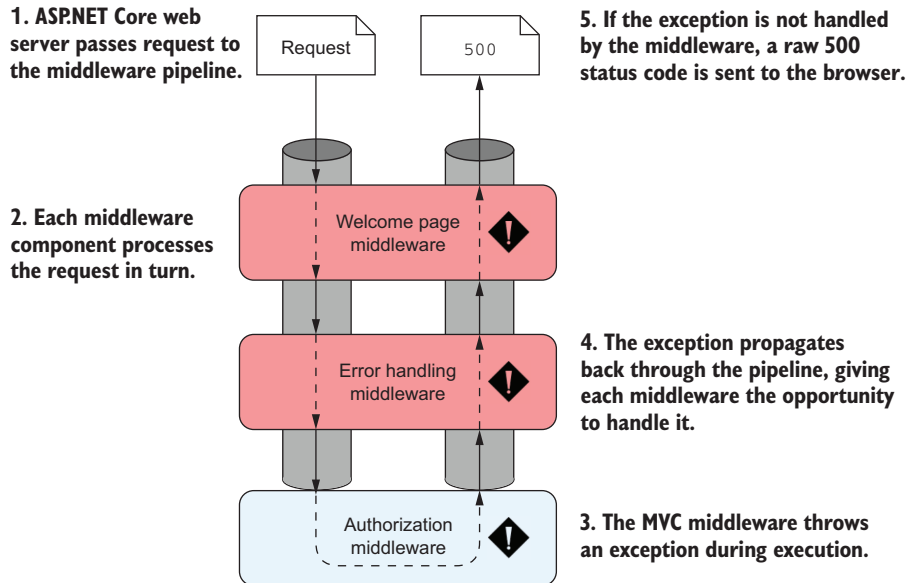 1. ASP.NET Core web
server passes request to
the middleware pipeline.
Request
500
5. If the exception is not handled
by the middleware, a raw 500
status code is sent to the browser.
2. Each middleware
component processes
the request in turn.
Welcome page
middleware
Error handling
middleware
4. The exception propagates
back through the pipeline, giving
each middleware the opportunity
to handle it.
Authorization
middleware
3. The MVC middleware throws
an exception during execution.